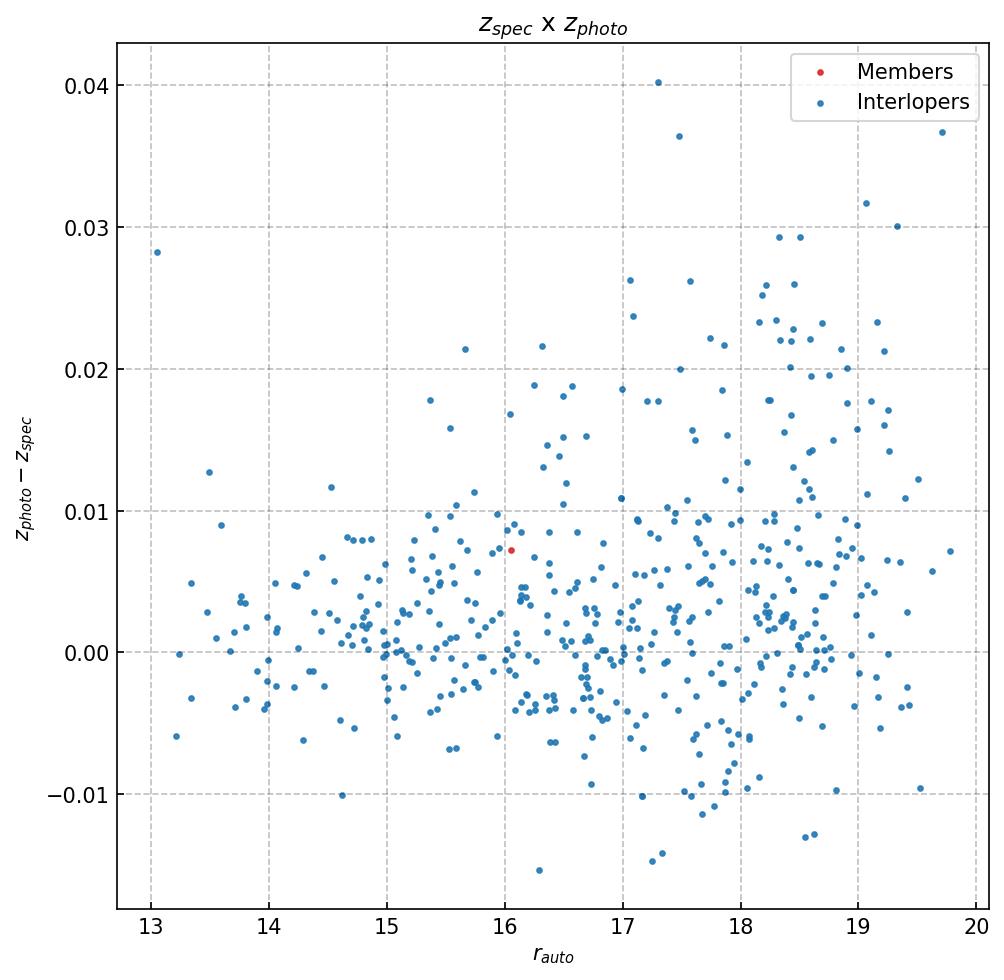 z_spec x z_photo
Members
Interlopers
0.04
0.03
0.02
0.01
0.00
−0.01
z_photo − z_spec
13 14 15 16 17 18 19 20
r_auto